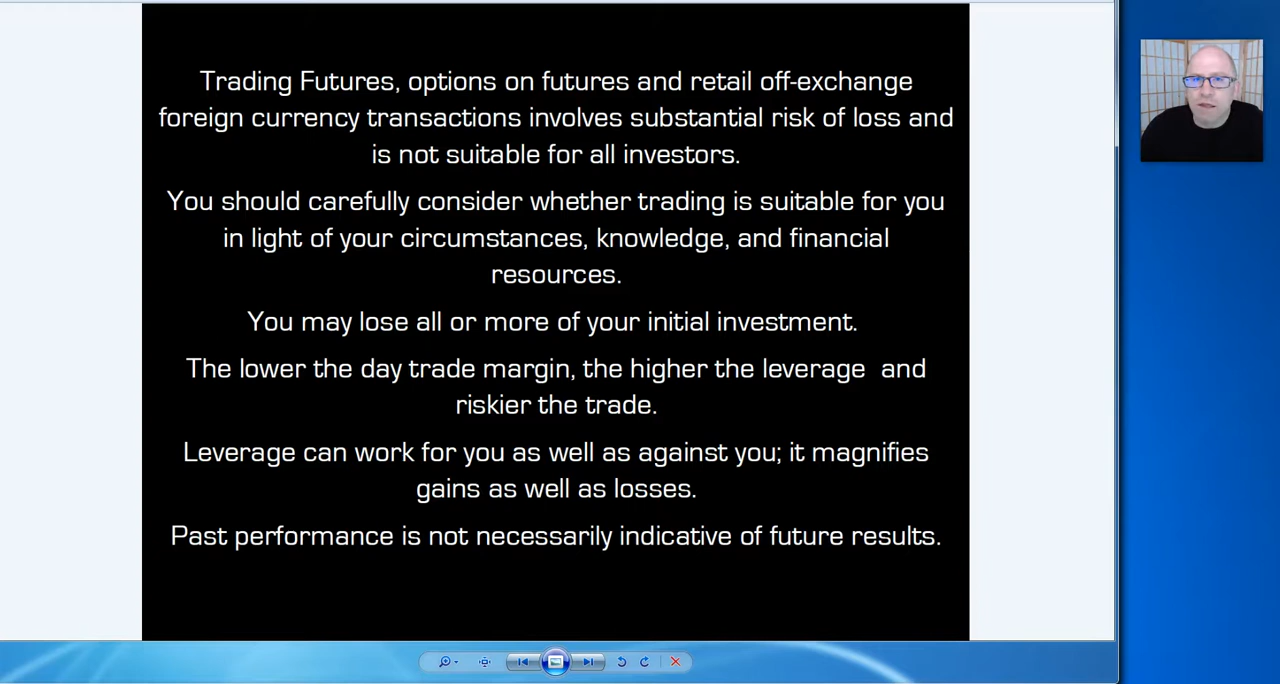 Trading Futures, options on futures and retail off-exchange
foreign currency transactions involves substantial risk of loss and
is not suitable for all investors.
You should carefully consider whether trading is suitable for you
in light of your circumstances, knowledge, and financial
resources.
You may lose all or more of your initial investment.
The lower the day trade margin, the higher the leverage  and
riskier the trade.
Leverage can work for you as well as against you; it magnifies
gains as well as losses.
Past performance is not necessarily indicative of future results.